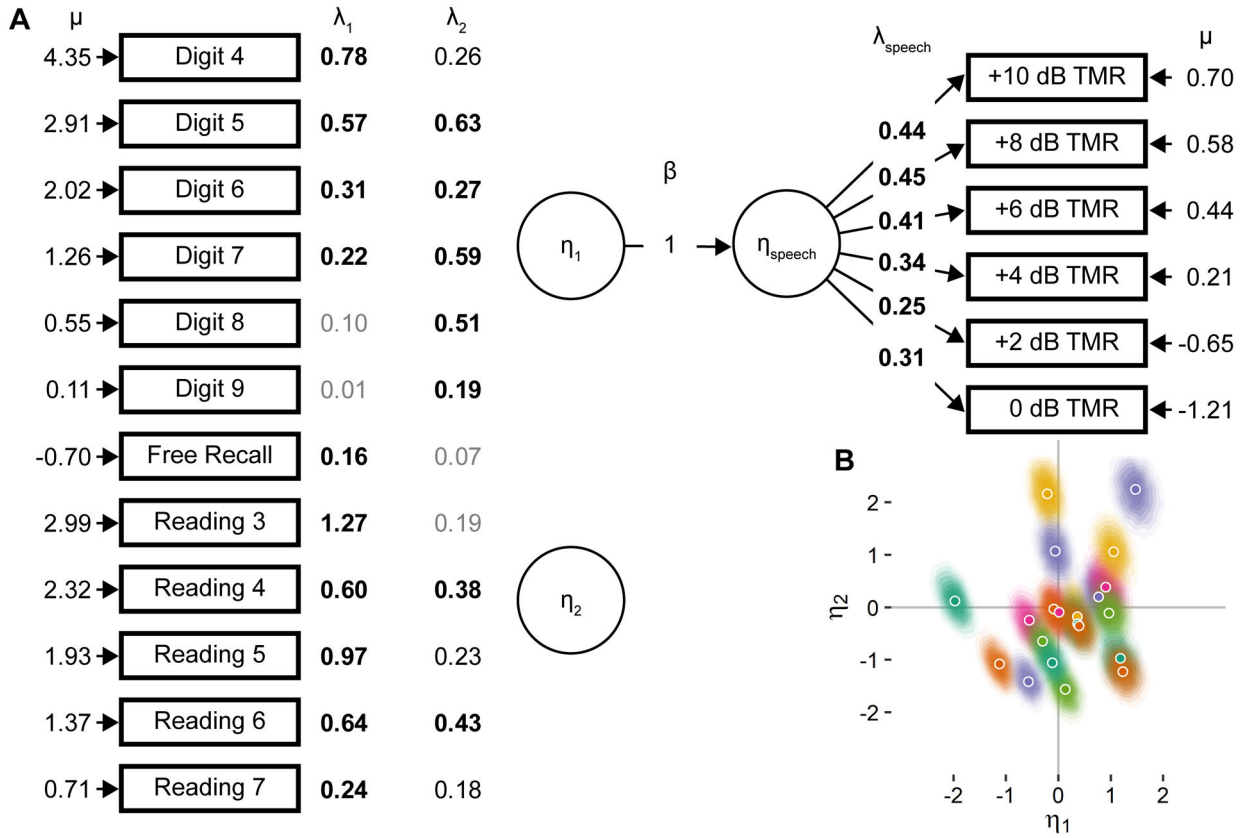 A
μ λ1 λ2
4.35 Digit 4 0.78 0.26
2.91 Digit 5 0.57 0.63
2.02 Digit 6 0.31 0.27
1.26 Digit 7 0.22 0.59
0.55 Digit 8 0.10 0.51
0.11 Digit 9 0.01 0.19
-0.70 Free Recall 0.16 0.07
2.99 Reading 3 1.27 0.19
2.32 Reading 4 0.60 0.38
1.93 Reading 5 0.97 0.23
1.37 Reading 6 0.64 0.43
0.71 Reading 7 0.24 0.18
η1
β
1
ηspeech
η2
λspeech μ
+10 dB TMR 0.70
0.44
+8 dB TMR 0.58
0.45
+6 dB TMR 0.44
0.41
0.34
+4 dB TMR 0.21
0.25
+2 dB TMR -0.65
0.31
0 dB TMR -1.21
B
2
1
0
-1
-2
η2
-2 -1 0 1 2
η1